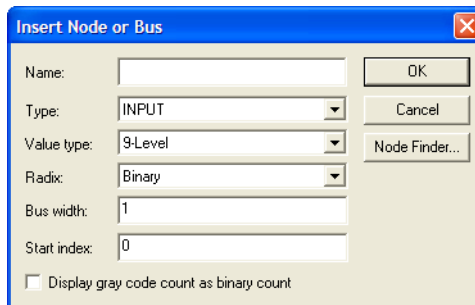 Insert Node or Bus
Name:
OK
Type: INPUT
Cancel
Value type: 9-Level
Node Finder...
Radix: Binary
Bus width: 1
Start index: 0
Display gray code count as binary count